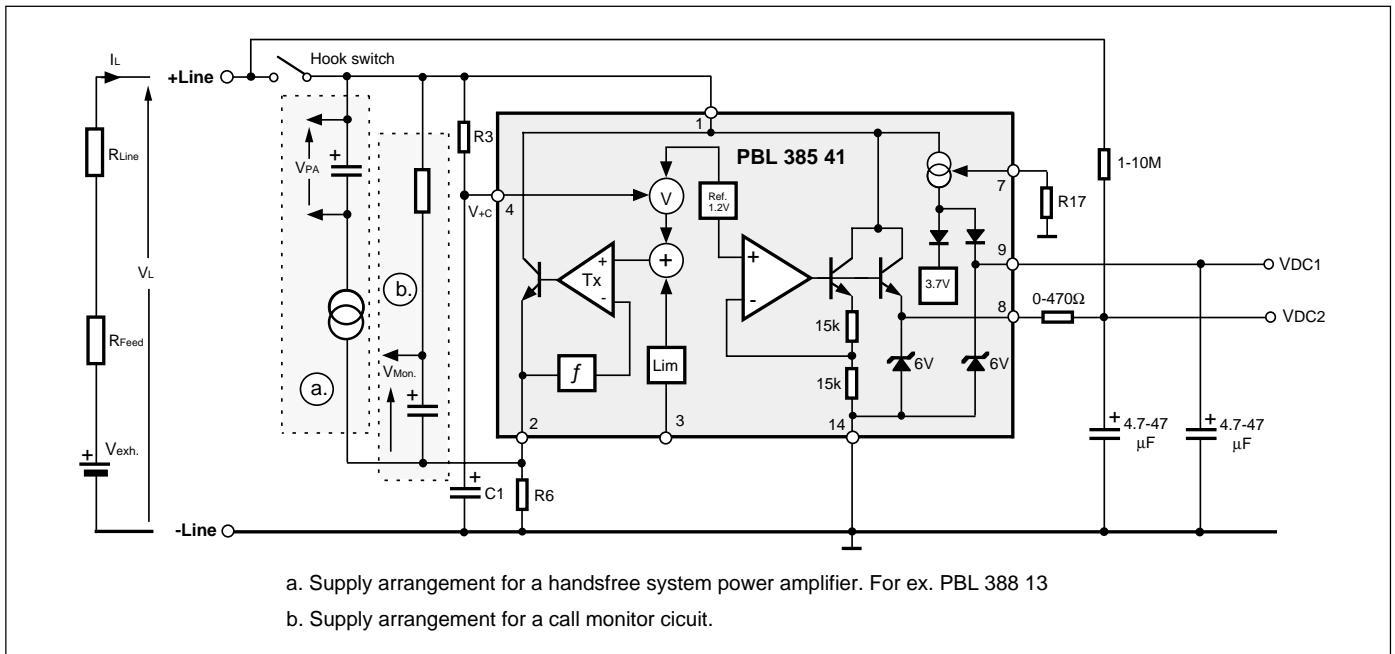 IL
+Line
Hook switch
RLine
VPA
R3
1
PBL 385 41
1-10M
7
V
Ref.
1.2V
R17
V+C
4
VL
+
Tx
+
-
+
-
9
VDC1
3.7V
b.
15k
0-470Ω
8
VDC2
RFeed
ƒ
Lim
6V
6V
VMon.
15k
a.
+
+
2
3
14
+
4.7-47
µF
+
4.7-47
µF
+
Vexh.
+
C1
R6
-Line
a. Supply arrangement for a handsfree system power amplifier. For ex. PBL 388 13
b. Supply arrangement for a call monitor cicuit.